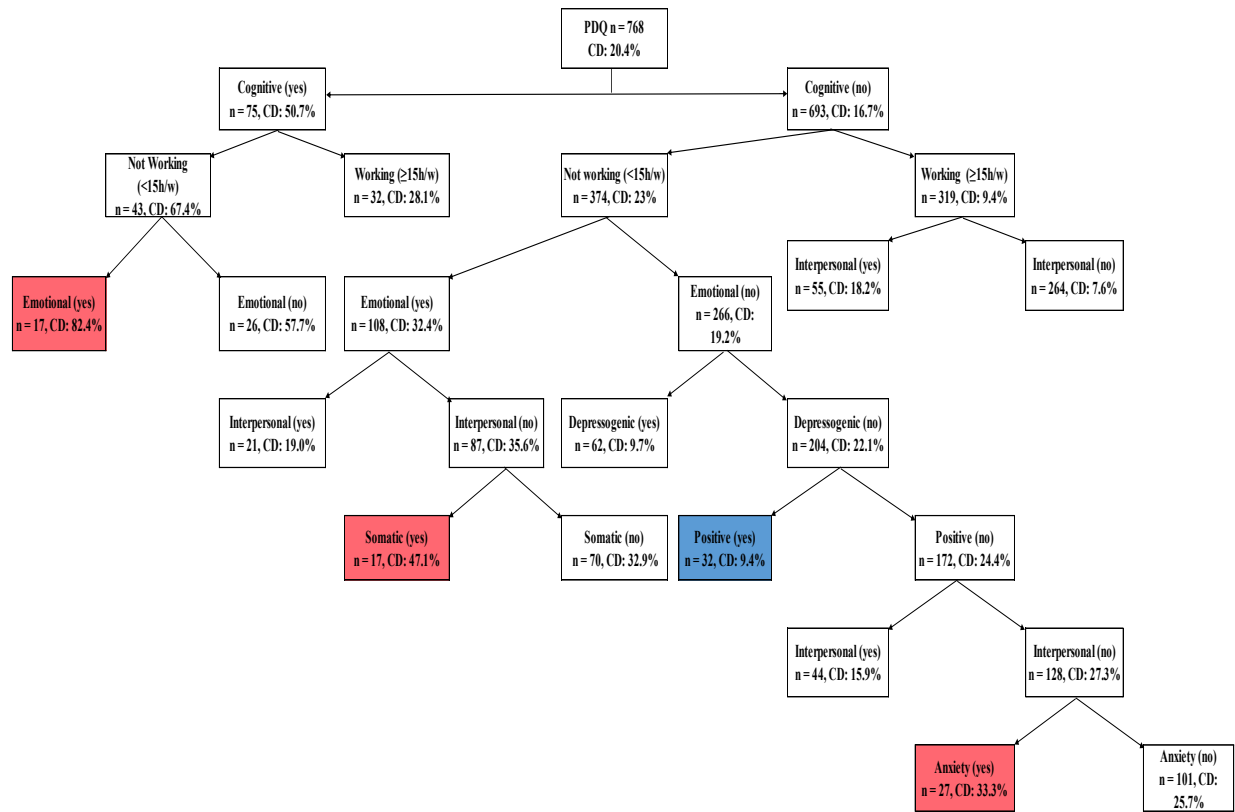 PDQ n = 768
CD: 20.4%
Cognitive (yes)
n = 75, CD: 50.7%
Cognitive (no)
n = 693, CD: 16.7%
Not Working
(<15h/w)
n = 43, CD: 67.4%
Working (≥15h/w)
n = 32, CD: 28.1%
Not working (<15h/w)
n = 374, CD: 23%
Working (≥15h/w)
n = 319, CD: 9.4%
Emotional (yes)
n = 17, CD: 82.4%
Emotional (no)
n = 26, CD: 57.7%
Emotional (yes)
n = 108, CD: 32.4%
Emotional (no)
n = 266, CD:
19.2%
Interpersonal (yes)
n = 55, CD: 18.2%
Interpersonal (no)
n = 264, CD: 7.6%
Interpersonal (yes)
n = 21, CD: 19.0%
Interpersonal (no)
n = 87, CD: 35.6%
Depressogenic (yes)
n = 62, CD: 9.7%
Depressogenic (no)
n = 204, CD: 22.1%
Somatic (yes)
n = 17, CD: 47.1%
Somatic (no)
n = 70, CD: 32.9%
Positive (yes)
n = 32, CD: 9.4%
Positive (no)
n = 172, CD: 24.4%
Interpersonal (yes)
n = 44, CD: 15.9%
Interpersonal (no)
n = 128, CD: 27.3%
Anxiety (yes)
n = 27, CD: 33.3%
Anxiety (no)
n = 101, CD:
25.7%